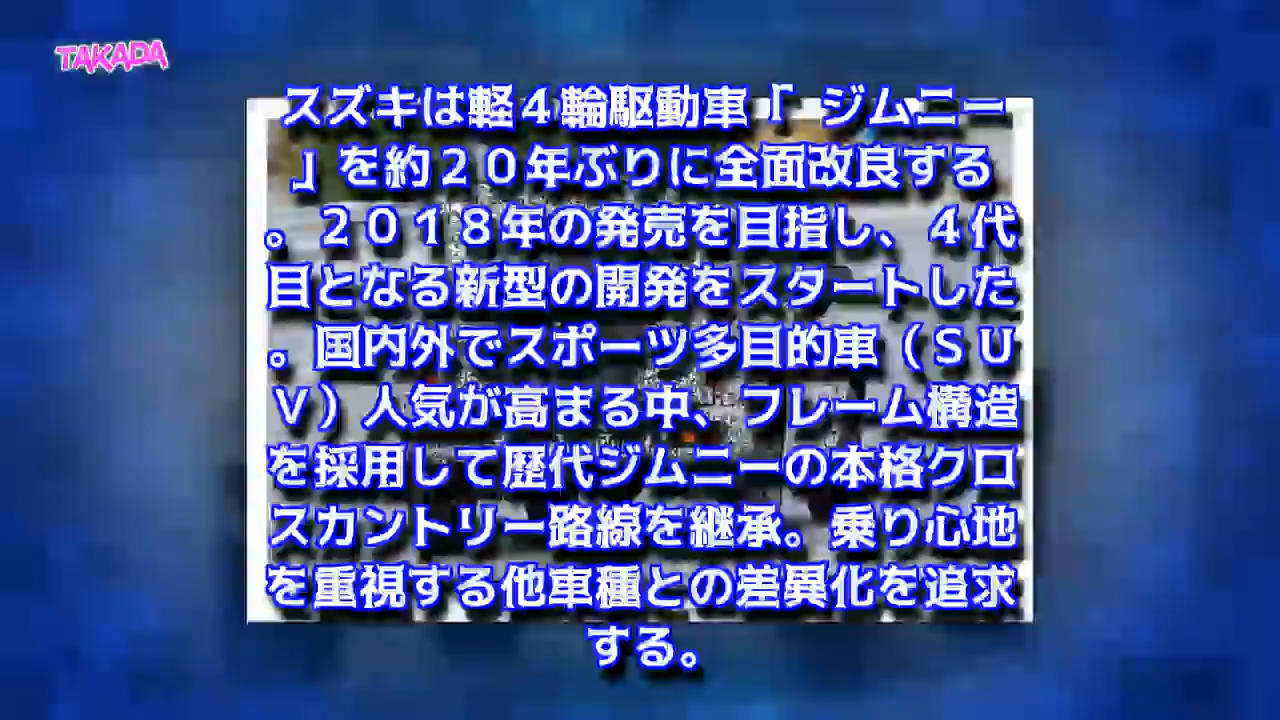 TAKADA
スズキは軽４輪駆動車「 ジムニー
」を約２０年ぶりに全面改良する
。２０１８年の発売を目指し、４代
目となる新型の開発をスタートした
。国内外でスポーツ多目的車（ＳＵ
Ｖ）人気が高まる中、フレーム構造
を採用して歴代ジムニーの本格クロ
スカントリー路線を継承。乗り心地
を重視する他車種との差異化を追求
する。